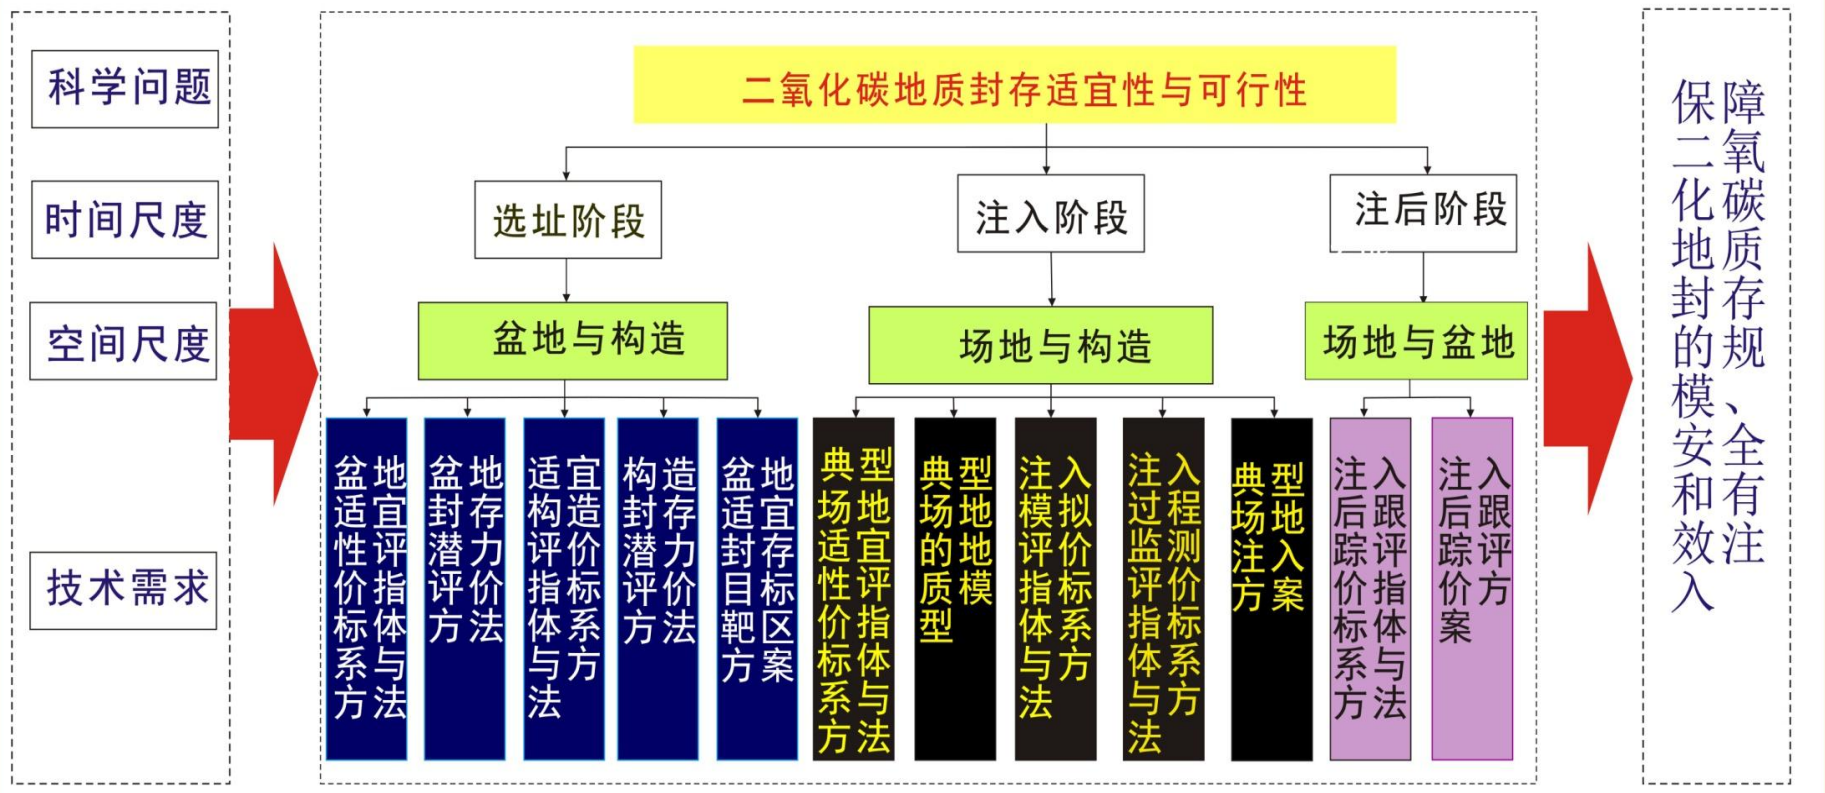 科学问题
时间尺度
空间尺度
技术需求
二氧化碳地质封存适宜性与可行性
选址阶段
注入阶段
注后阶段
盆地与构造
场地与构造
场地与盆地
盆地适宜性评价指标体系与方法
盆地封存潜力评价方法
适宜构造评价指标体系与方法
构造封存潜力评价方法
盆地适宜封存目标靶区方案
典型场地适宜性评价指标体系与方法
典型场地的地质模型
注入模拟评价指标体系与方法
注入过程监测评价指标体系与方法
典型场地注入方案
注入后跟踪评价指标体系与方法
注入后跟踪评价方案
保障二氧化碳地质封存的规模、安全和有效注入